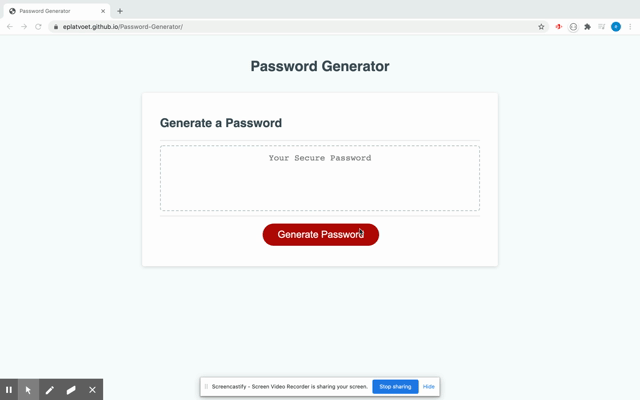 Password Generator
eplatvoet.github.io/Password-Generator/
Password Generator
Generate a Password
Your Secure Password
Generate Password
Screencastify - Screen Video Recorder is sharing your screen.
Stop sharing
Hide